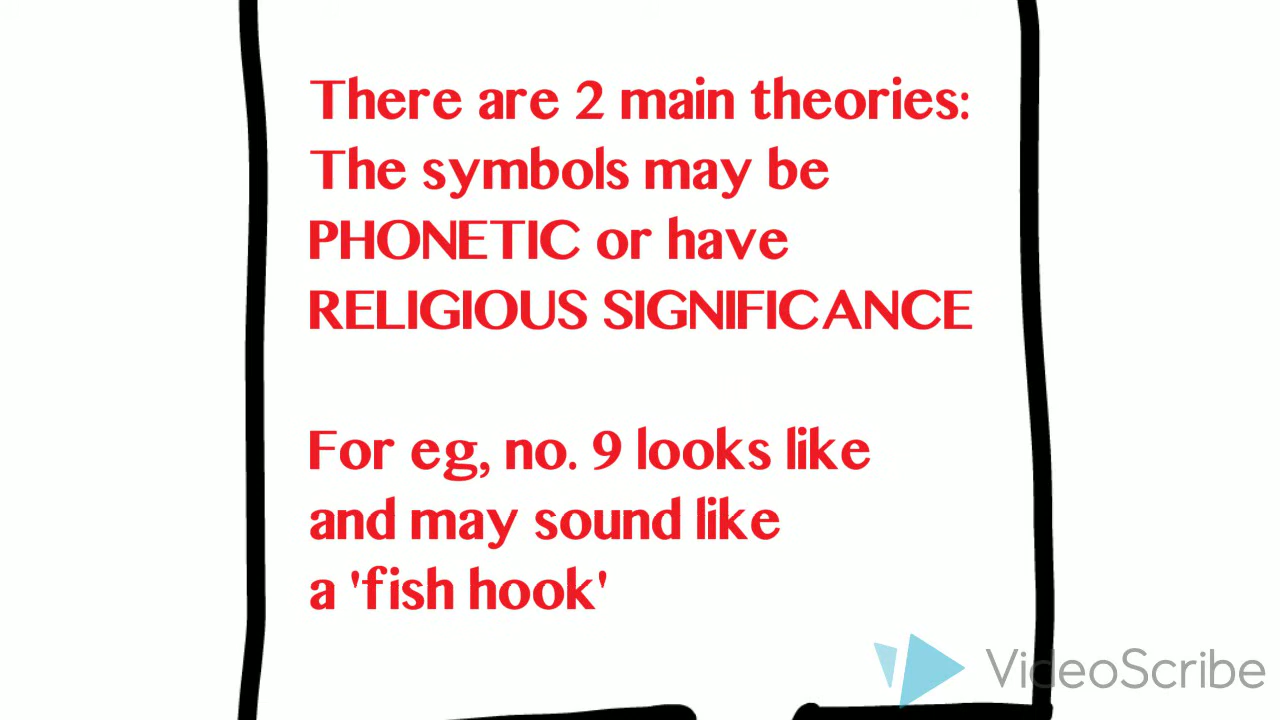 There are 2 main theories:
The symbols may be
PHONETIC or have
RELIGIOUS SIGNIFICANCE
For eg, no. 9 looks like
and may sound like
a 'fish hook'
VideoScribe